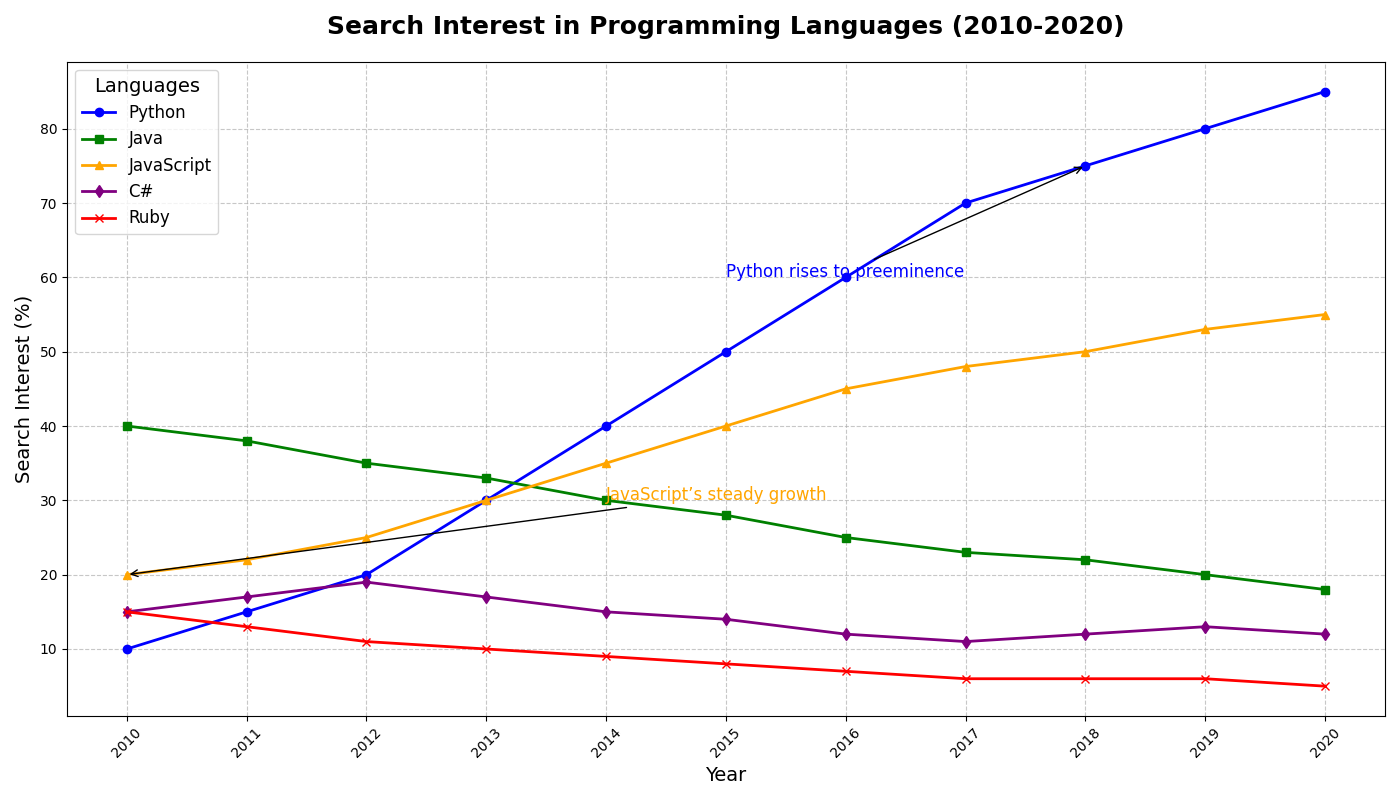 Search Interest in Programming Languages (2010-2020)
Languages
Python
Java
JavaScript
C#
Ruby
Search Interest (%)
80
70
60
50
40
30
20
10
Python rises to preeminence
JavaScript's steady growth
2010
2011
2012
2013
2014
2015
2016
2017
2018
2019
2020
Year